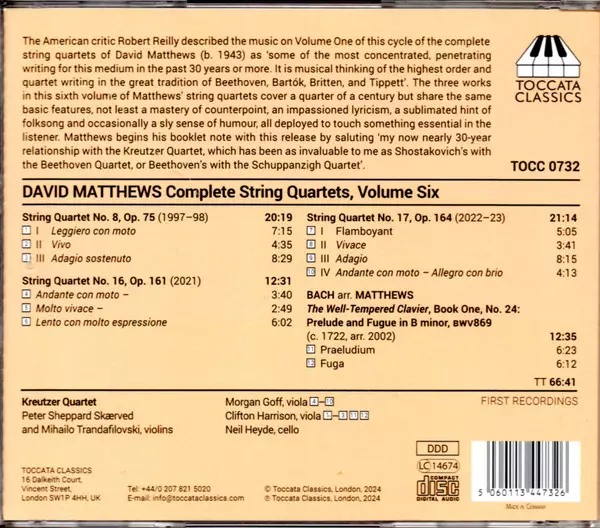 The American critic Robert Reilly described the music on Volume One of this cycle of the complete
string quartets of David Matthews (b. 1943) as 'some of the most concentrated, penetrating
writing for this medium in the past 30 years or more. It is musical thinking of the highest order and
quartet writing in the great tradition of Beethoven, Bartók, Britten, and Tippett'. The three works
in this sixth volume of Matthews' string quartets cover a quarter of a century but share the same
basic features, not least a mastery of counterpoint, an impassioned lyricism, a sublimated hint of
folksong and occasionally a sly sense of humour, all deployed to touch something essential in the
listener. Matthews begins his booklet note with this release by saluting 'my now nearly 30-year
relationship with the Kreutzer Quartet, which has been as invaluable to me as Shostakovich's with
the Beethoven Quartet, or Beethoven's with the Schuppanzigh Quartet'.
TOCCATA
CLASSICS
TOCC 0732
DAVID MATTHEWS Complete String Quartets, Volume Six
String Quartet No. 8, Op. 75 (1997–98) 20:19
1 I Leggiero con moto 7:15
2 II Vivo 4:35
3 III Adagio sostenuto 8:29
String Quartet No. 16, Op. 161 (2021) 12:31
4 Andante con moto – 3:40
5 Molto vivace – 2:49
6 Lento con molto espressione 6:02
String Quartet No. 17, Op. 164 (2022–23) 21:14
7 I Flamboyant 5:05
8 II Vivace 3:41
9 III Adagio 8:15
10 IV Andante con moto – Allegro con brio 4:13
BACH arr. MATTHEWS
The Well-Tempered Clavier, Book One, No. 24:
Prelude and Fugue in B minor, BWV869
(c. 1722, arr. 2002) 12:35
11 Praeludium 6:23
12 Fuga 6:12
TT 66:41
Kreutzer Quartet
Peter Sheppard Skærved
and Mihailo Trandafilovski, violins
Morgan Goff, viola 4–10
Clifton Harrison, viola 1–3 11 12
Neil Heyde, cello
FIRST RECORDINGS
TOCCATA CLASSICS
16 Dalkeith Court,
Vincent Street,
London SW1P 4HH, UK
Tel: +44/0 207 821 5020
E-mail: info@toccataclassics.com
© Toccata Classics, London, 2024
℗ Toccata Classics, London, 2024
DDD
LC 14674
COMPACT
disc
DIGITAL AUDIO
5 060113 447326
MADE IN GERMANY